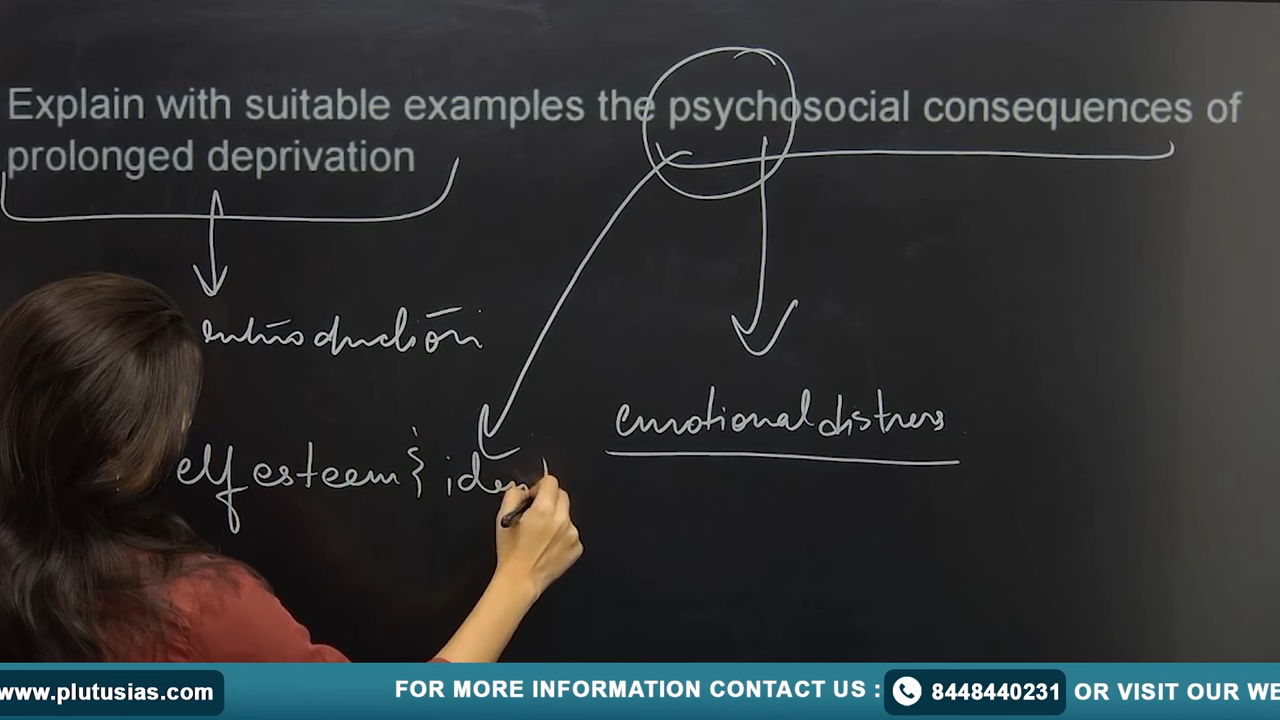 Explain with suitable examples the psychosocial consequences of
prolonged deprivation
introduction
emotional distress
elf esteem & iden
www.plutusias.com
FOR MORE INFORMATION CONTACT US : 8448440231 OR VISIT OUR WE